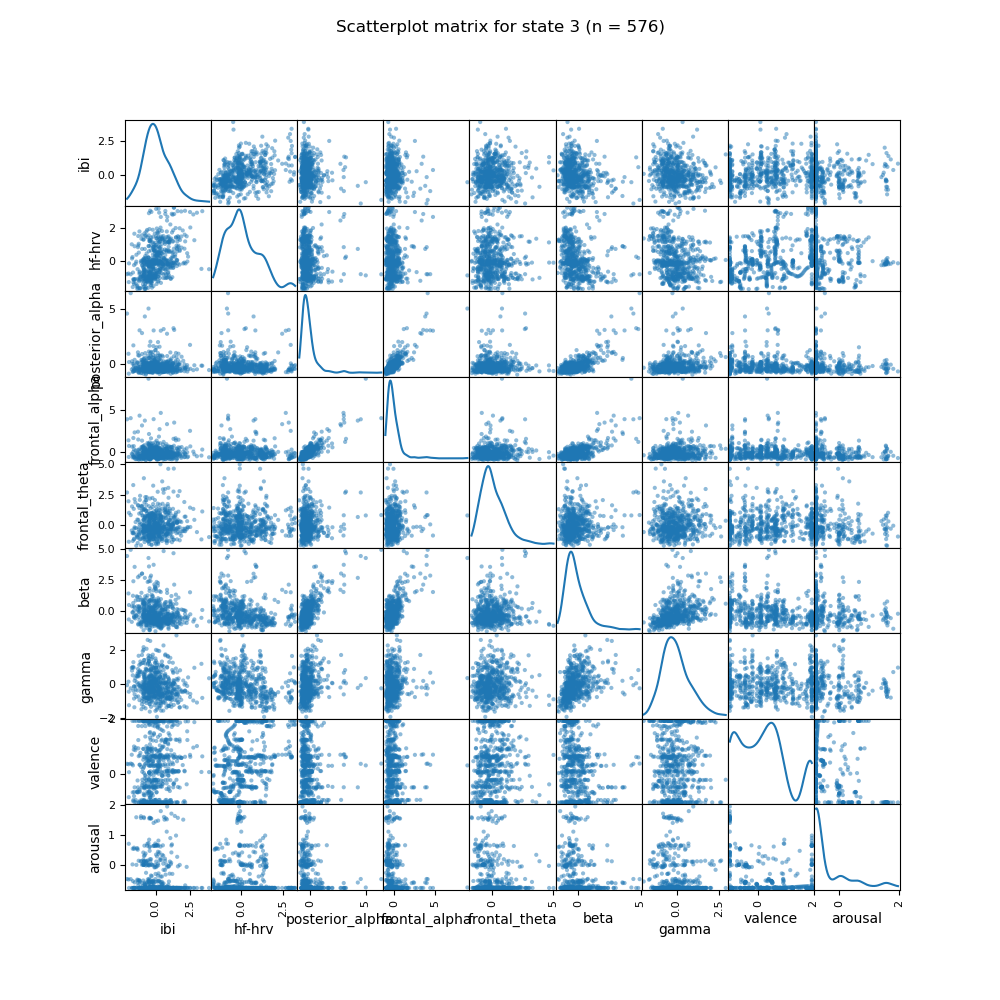 Scatterplot matrix for state 3 (n = 576)
ibi
2.5
0.0
hf-hrv
2
0
posterior_alpha
5
0
frontal_alpha
5
0
frontal_theta
5.0
2.5
0.0
beta
5.0
2.5
0.0
gamma
2
0
−2
valence
2
0
arousal
2
1
0
0.0 2.5 0.0 2.5 0 5 0 5 0 5 0 5 0.0 2.5 0 2 0 2
ibi hf-hrv posterior_alpha frontal_alpha frontal_theta beta gamma valence arousal